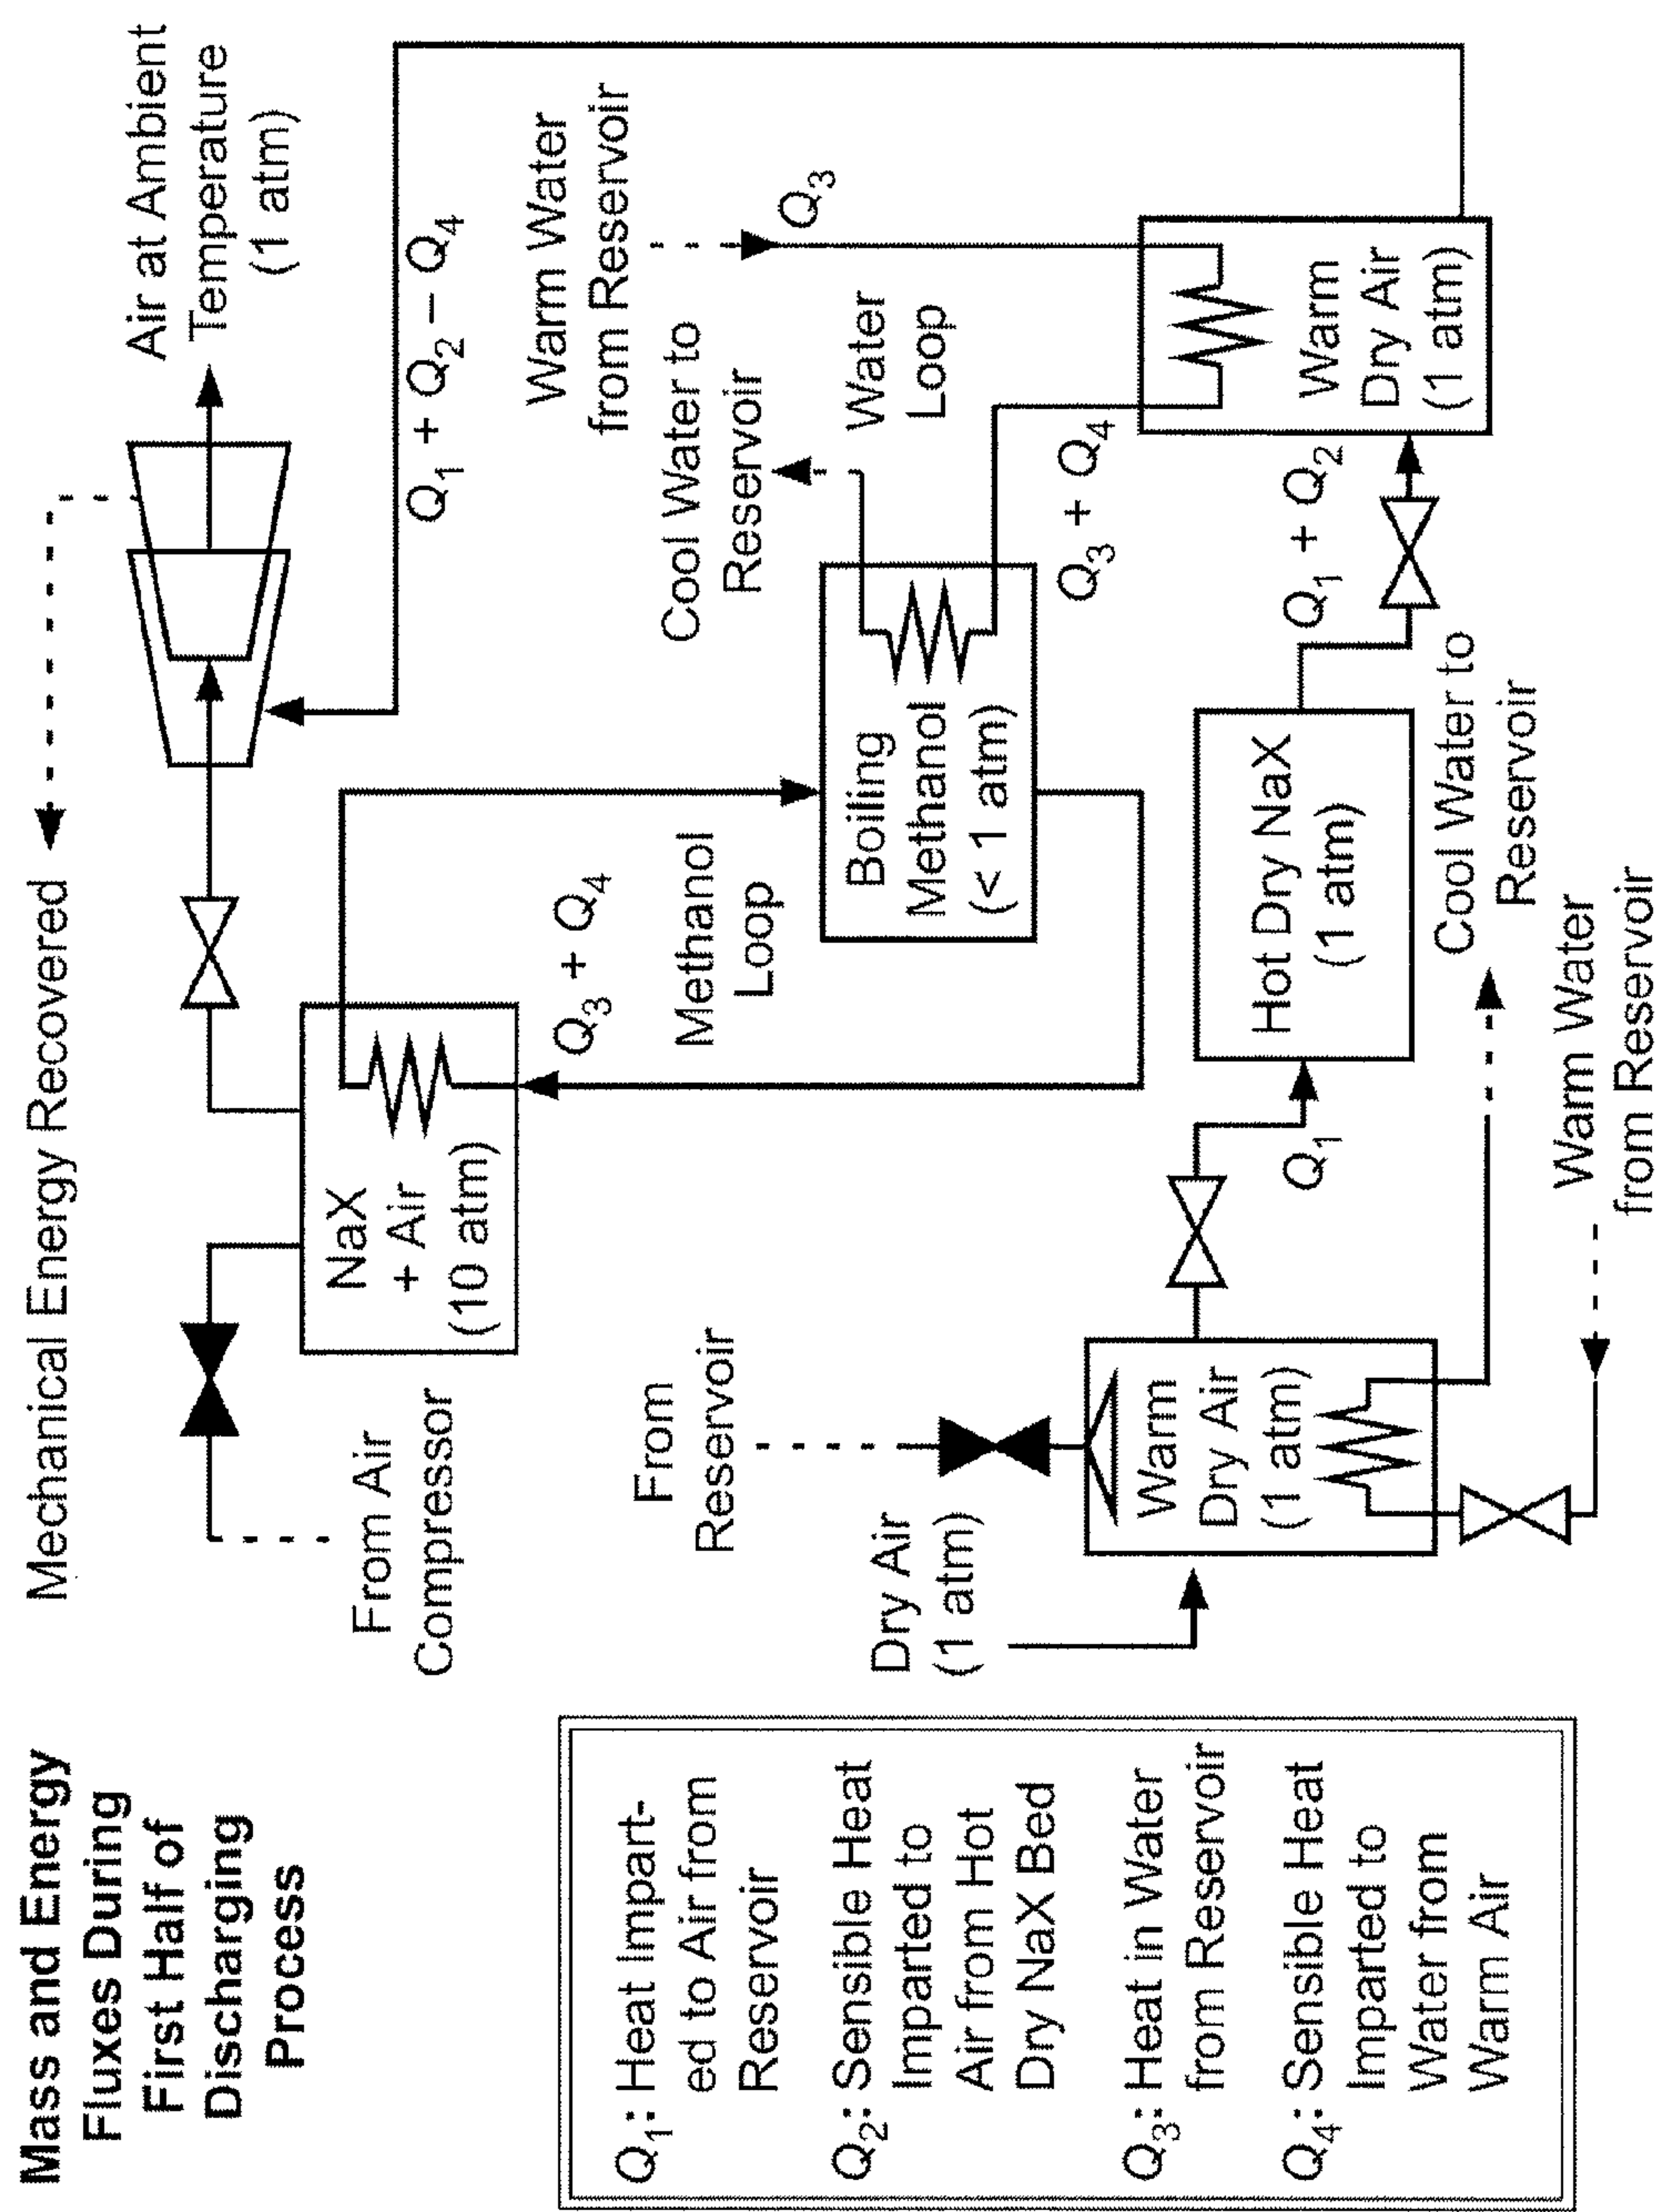 Mass and Energy
Fluxes During
First Half of
Discharging
Process
Q1: Heat Impart-
ed to Air from
Reservoir
Q2: Sensible Heat
Imparted to
Air from Hot
Dry NaX Bed
Q3: Heat in Water
from Reservoir
Q4: Sensible Heat
Imparted to
Water from
Warm Air
Mechanical Energy Recovered
Air at Ambient
Temperature
(1 atm)
From Air
Compressor
NaX
+ Air
(10 atm)
Q1 + Q2 – Q4
Q3 + Q4
Methanol
Loop
Warm Water
from Reservoir
Cool Water to
Reservoir
Q3
Water
Loop
Boiling
Methanol
(< 1 atm)
Q3 + Q4
From
Reservoir
Dry Air
(1 atm)
Warm
Dry Air
(1 atm)
Q1
Hot Dry NaX
(1 atm)
Q1 + Q2
Warm
Dry Air
(1 atm)
Cool Water to
Reservoir
Warm Water
from Reservoir